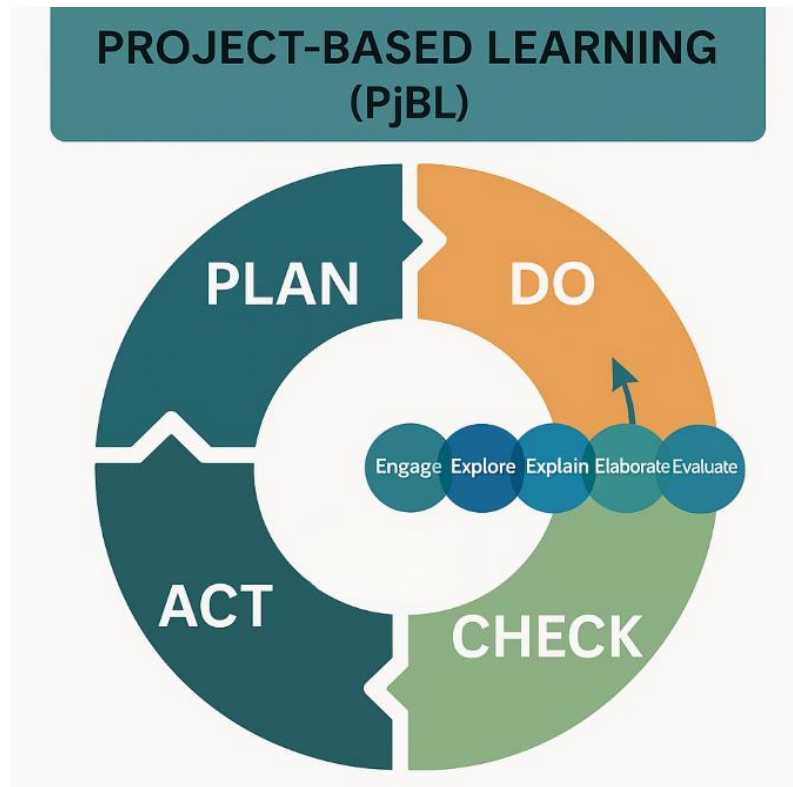 PROJECT-BASED LEARNING
(PjBL)
PLAN
DO
Engage Explore Explain Elaborate Evaluate
ACT
CHECK